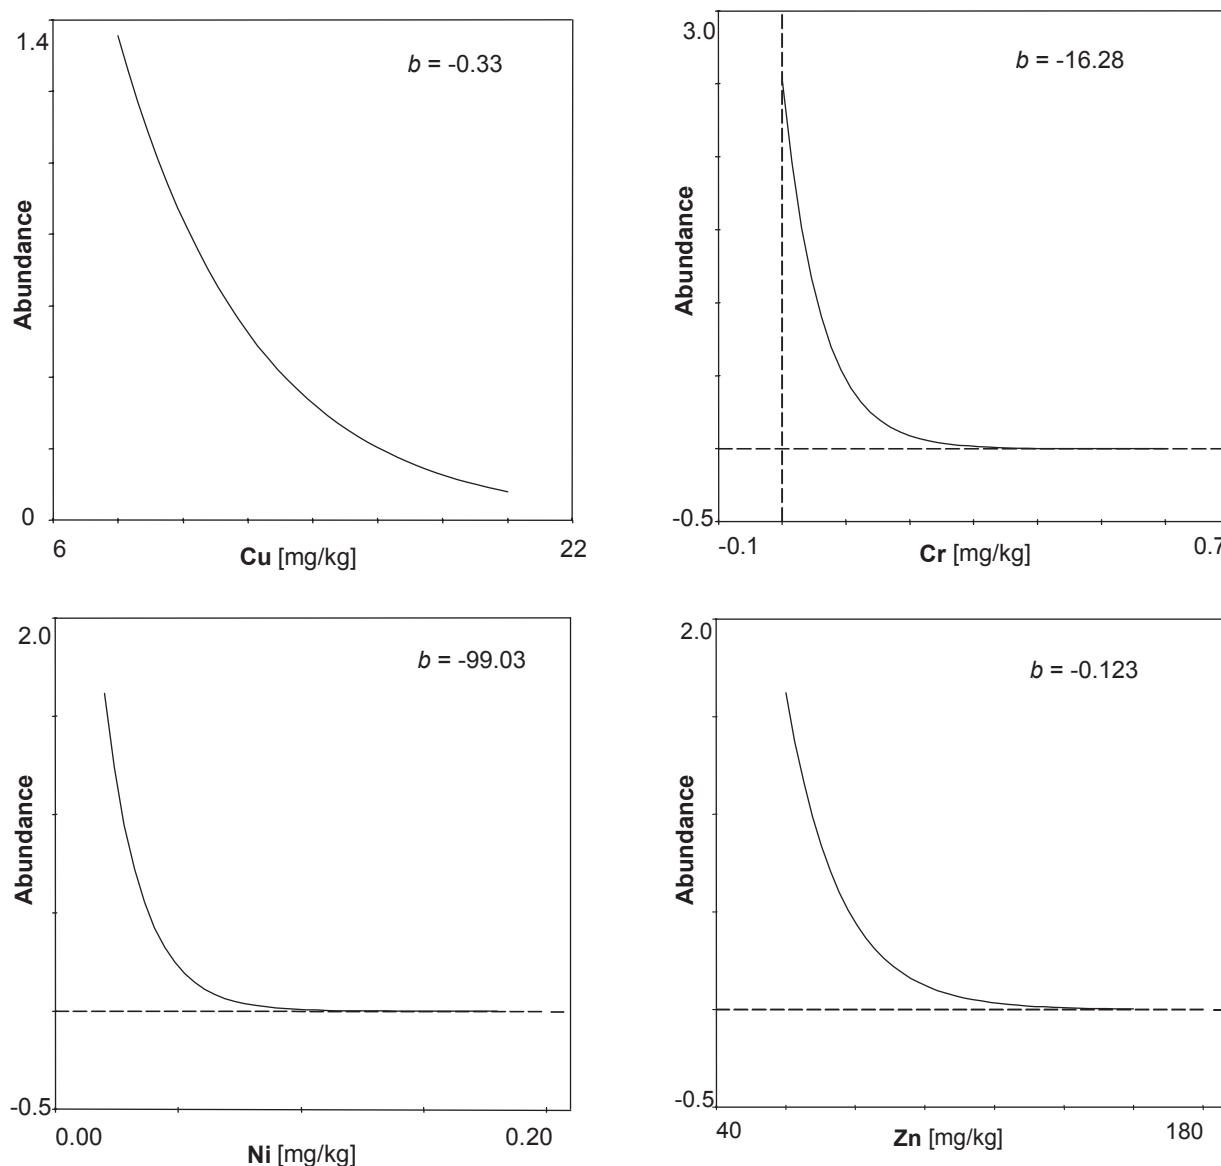 1.4
b = -0.33
Abundance
0
6
22
Cu [mg/kg]
3.0
b = -16.28
Abundance
-0.5
-0.1
0.7
Cr [mg/kg]
2.0
b = -99.03
Abundance
-0.5
0.00
0.20
Ni [mg/kg]
2.0
b = -0.123
Abundance
-0.5
40
180
Zn [mg/kg]